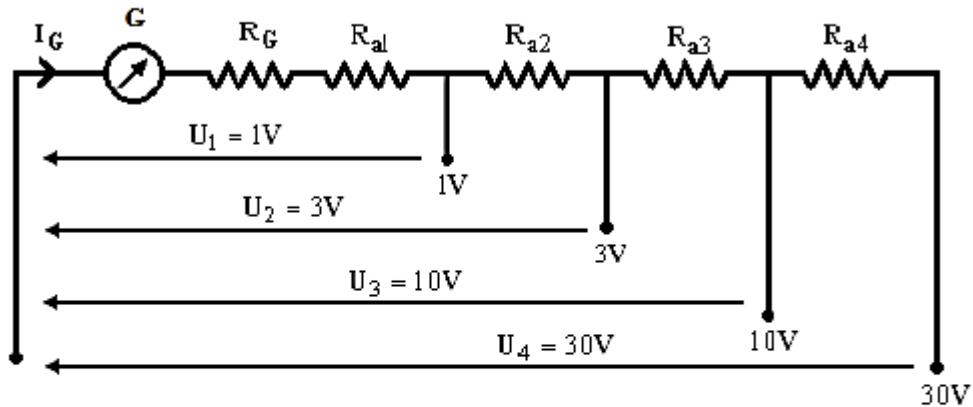 G
I_G R_G R_a1 R_a2 R_a3 R_a4
U_1 = 1V
1V
U_2 = 3V
3V
U_3 = 10V
10V
U_4 = 30V
30V